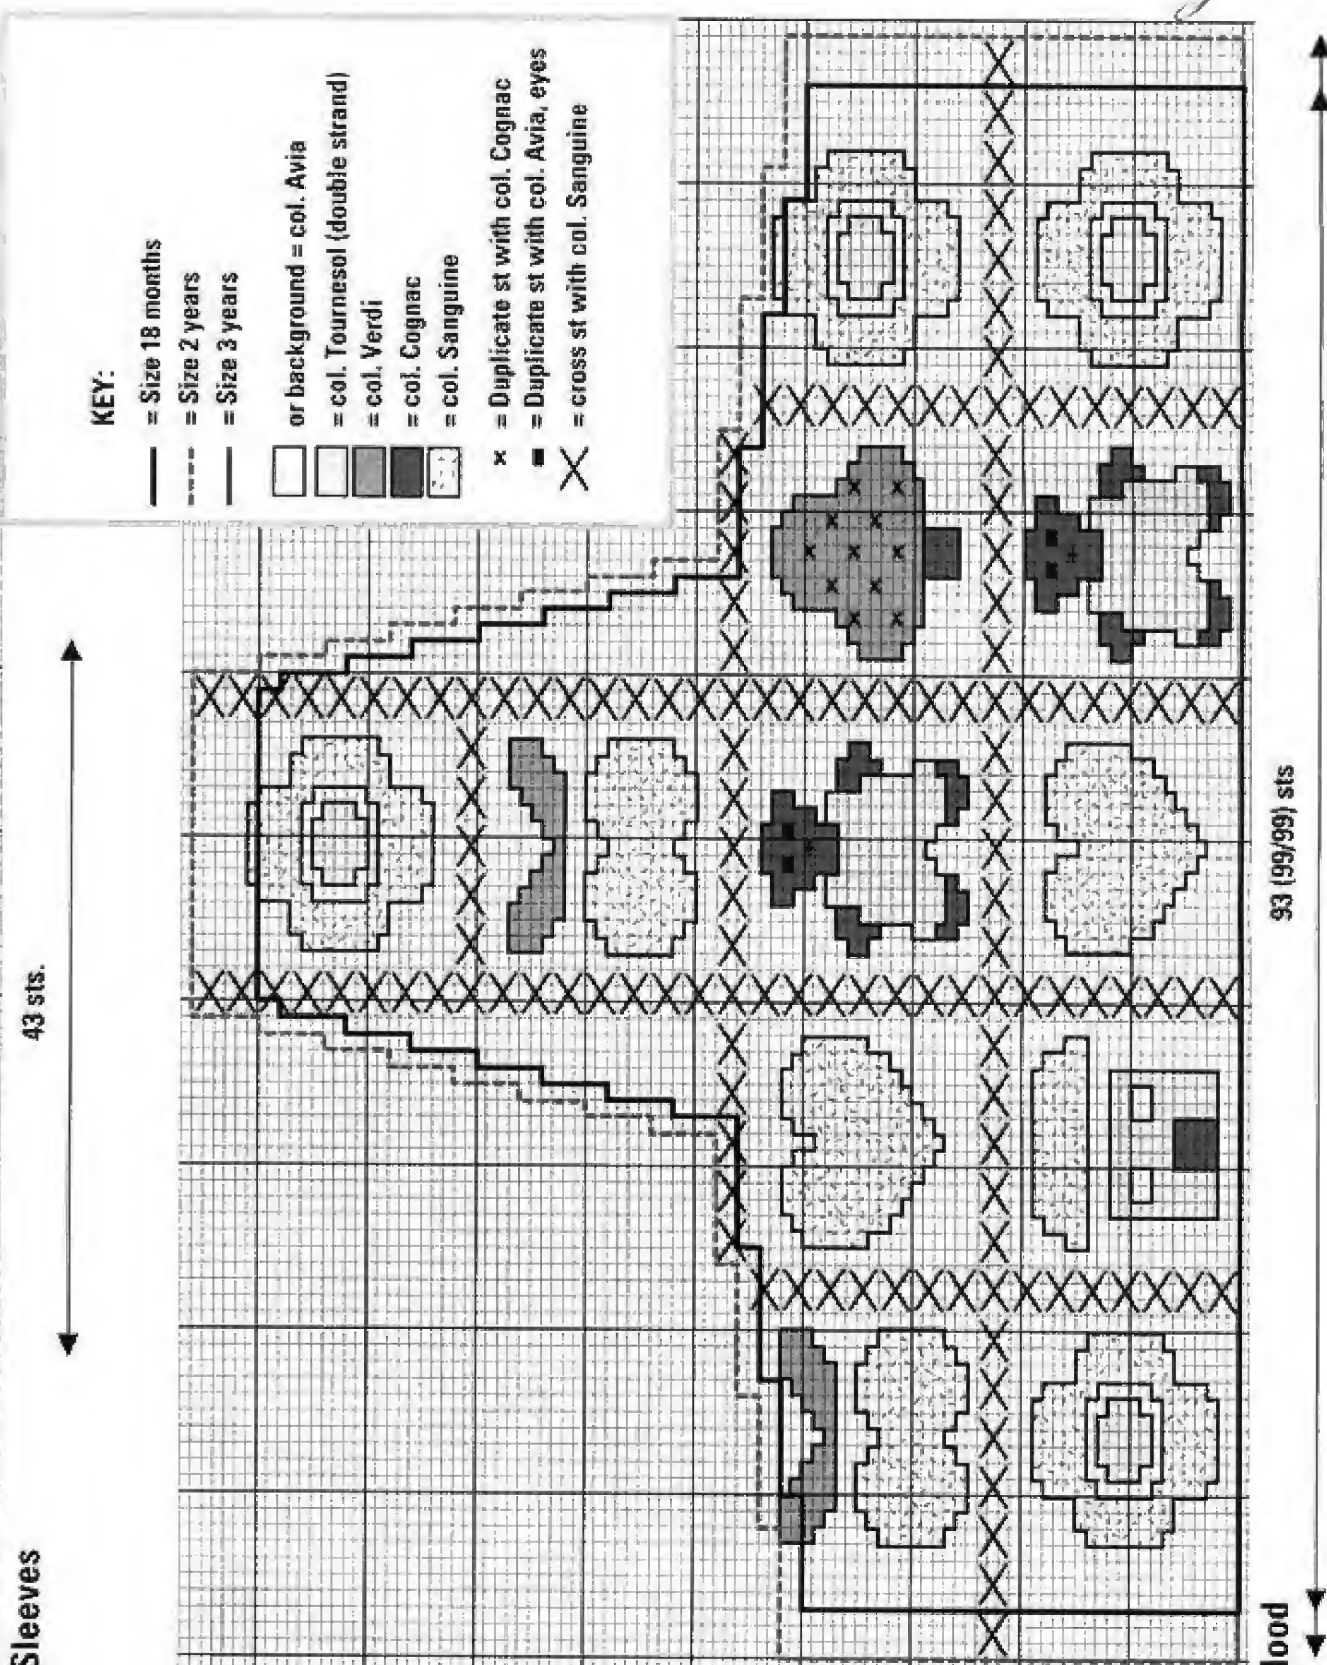 Sleeves
43 sts.
KEY:
= Size 18 months
= Size 2 years
= Size 3 years
or background = col. Avia
= col. Tournesol (double strand)
= col. Verdi
= col. Cognac
= col. Sanguine
x = Duplicate st with col. Cognac
= Duplicate st with col. Avia, eyes
= cross st with col. Sanguine
lood
93 (99/99) sts